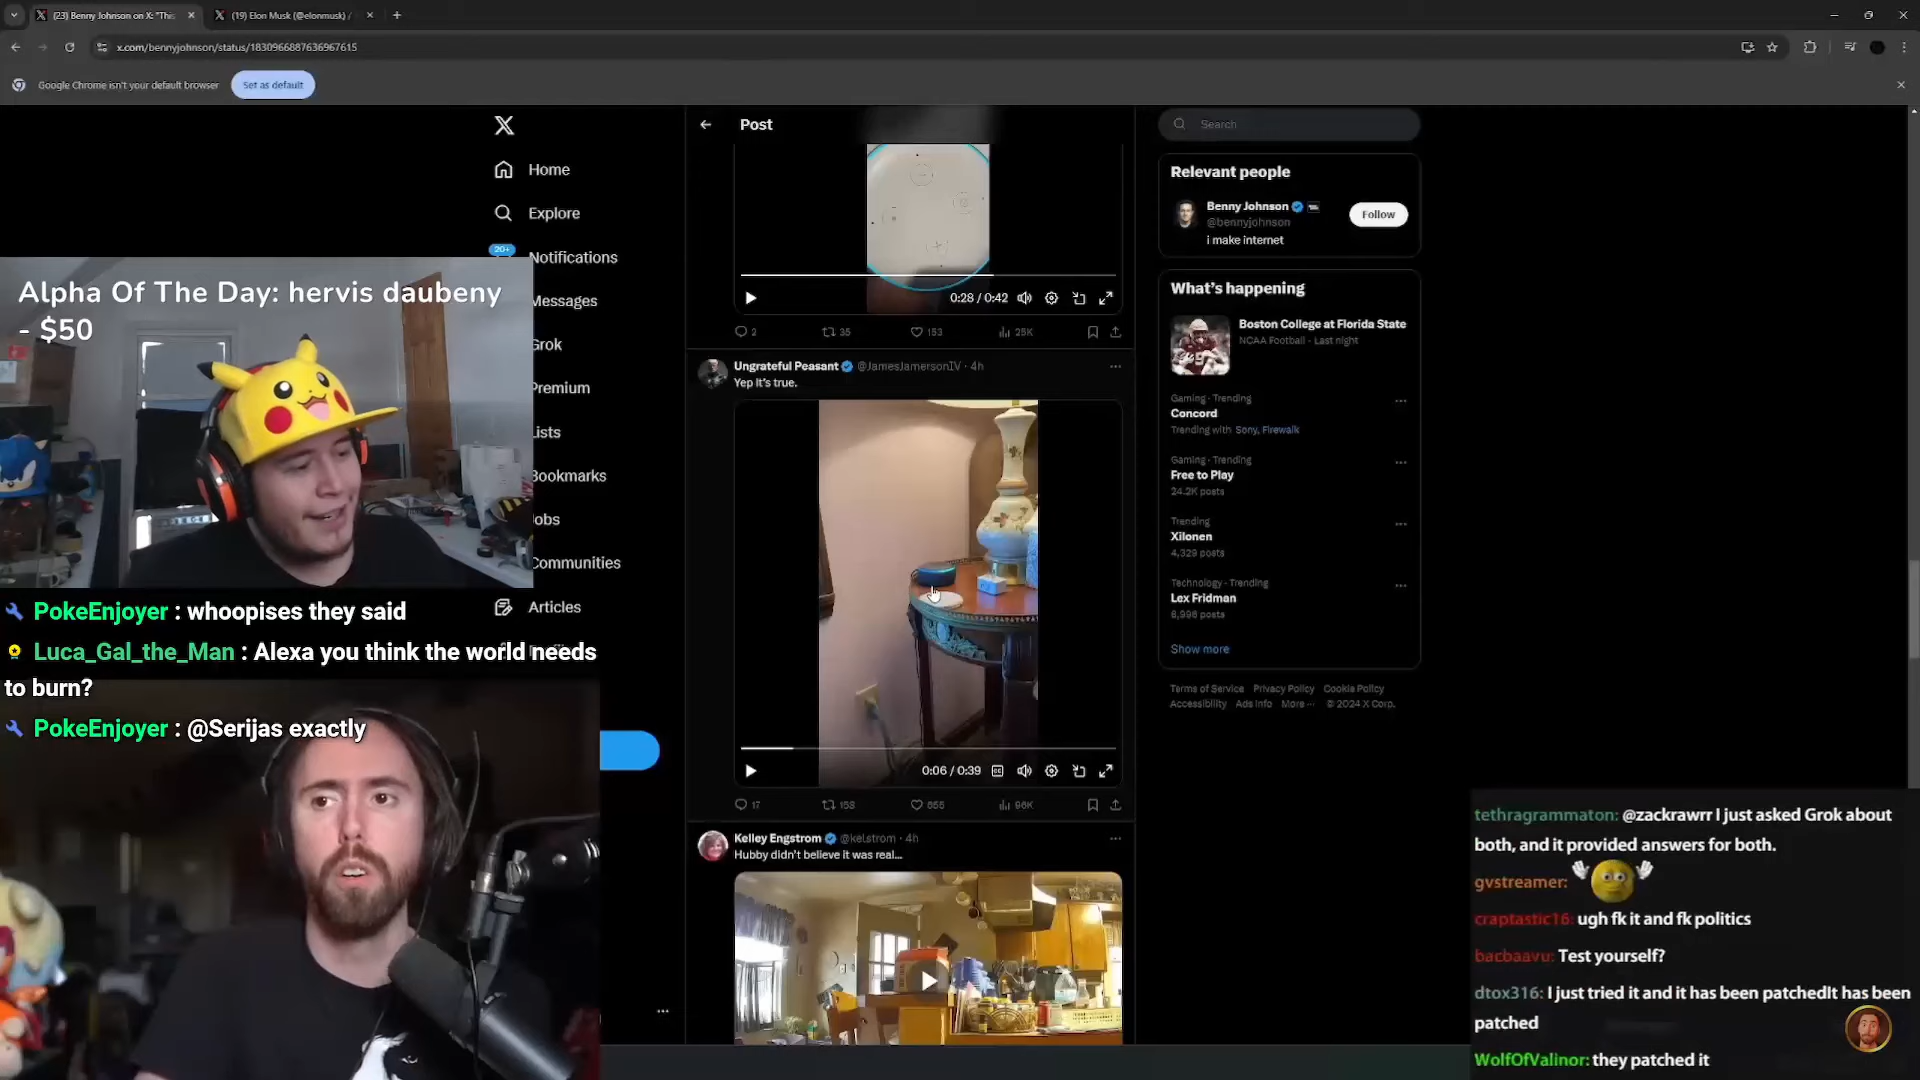 (23) Benny Johnson on X: "This
(19) Elon Musk (@elonmusk) /
x.com/bennyjohnson/status/1830966887636967615
Google Chrome isn't your default browser
Set as default
Home
Explore
20+
Notifications
Messages
Grok
Premium
Lists
Bookmarks
Jobs
Communities
Articles
Alpha Of The Day: hervis daubeny
- $50
PokeEnjoyer : whoopises they said
Luca_Gal_the_Man : Alexa you think the world needs
to burn?
PokeEnjoyer : @Serijas exactly
Post
0:28 / 0:42
2
35
153
25K
Ungrateful Peasant @JamesJamersonIV · 4h
Yep it's true.
0:06 / 0:39
17
158
655
96K
Kelley Engstrom @kelstrom · 4h
Hubby didn't believe it was real...
Search
Relevant people
Benny Johnson
@bennyjohnson
i make internet
Follow
What's happening
Boston College at Florida State
NCAA Football · Last night
Gaming · Trending
Concord
Trending with Sony, Firewalk
Gaming · Trending
Free to Play
24.2K posts
Trending
Xilonen
4,329 posts
Technology · Trending
Lex Fridman
6,996 posts
Show more
Terms of Service Privacy Policy Cookie Policy
Accessibility Ads info More ··· © 2024 X Corp.
tethragrammaton: @zackrawrr I just asked Grok about
both, and it provided answers for both.
gvstreamer:
craptastic16: ugh fk it and fk politics
bacbaavu: Test yourself?
dtox316: I just tried it and it has been patchedIt has been
patched
WolfOfValinor: they patched it